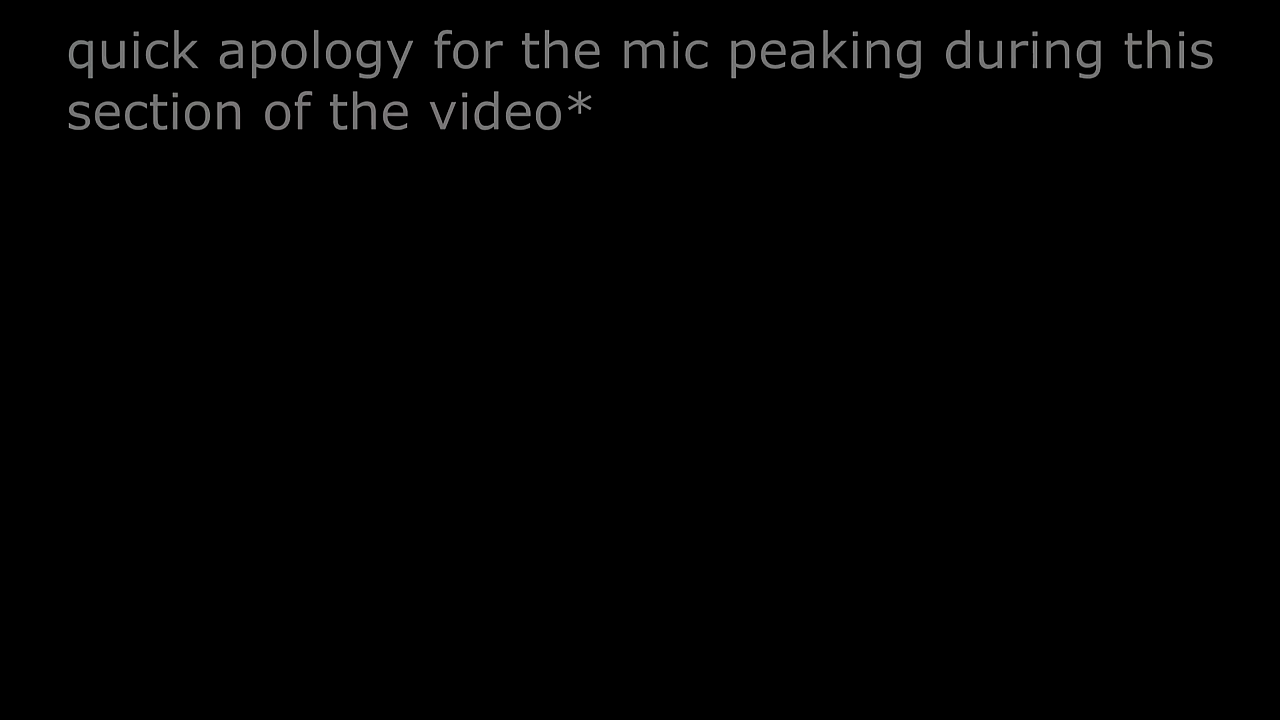 quick apology for the mic peaking during this
section of the video*